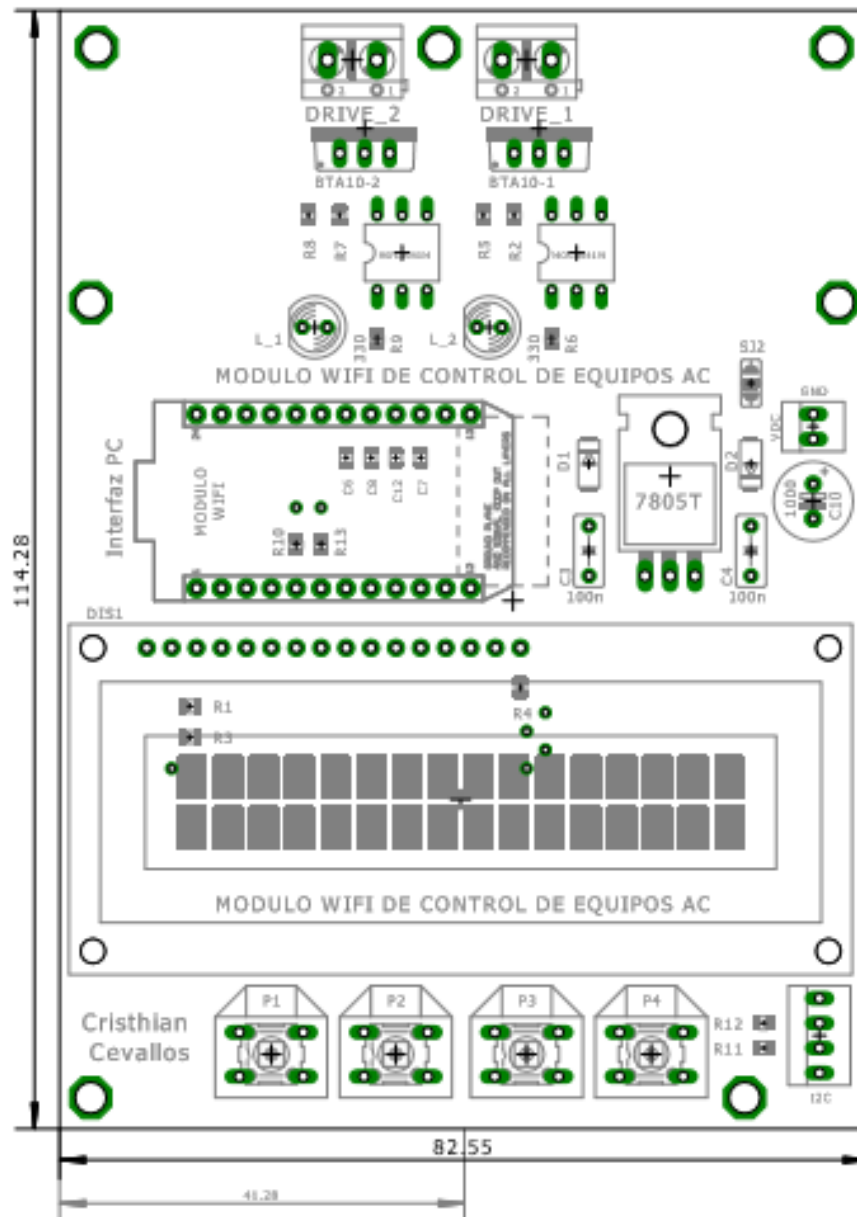 DRIVE_2
DRIVE_1
BTA10-2
BTA10-1
R8
R7
R5
R2
L_1
330
R9
L_2
330
R6
MODULO WIFI DE CONTROL DE EQUIPOS AC
SJ2
GND
VDC
Interfaz PC
MODULO
WIFI
C6
C8
C12
C7
R10
R13
D1
7805T
D2
1000
C10
C3
100n
C4
100n
114.28
DIS1
R1
R3
R4
MODULO WIFI DE CONTROL DE EQUIPOS AC
Cristhian
Cevallos
P1
P2
P3
P4
R12
R11
I2C
82.55
41.28